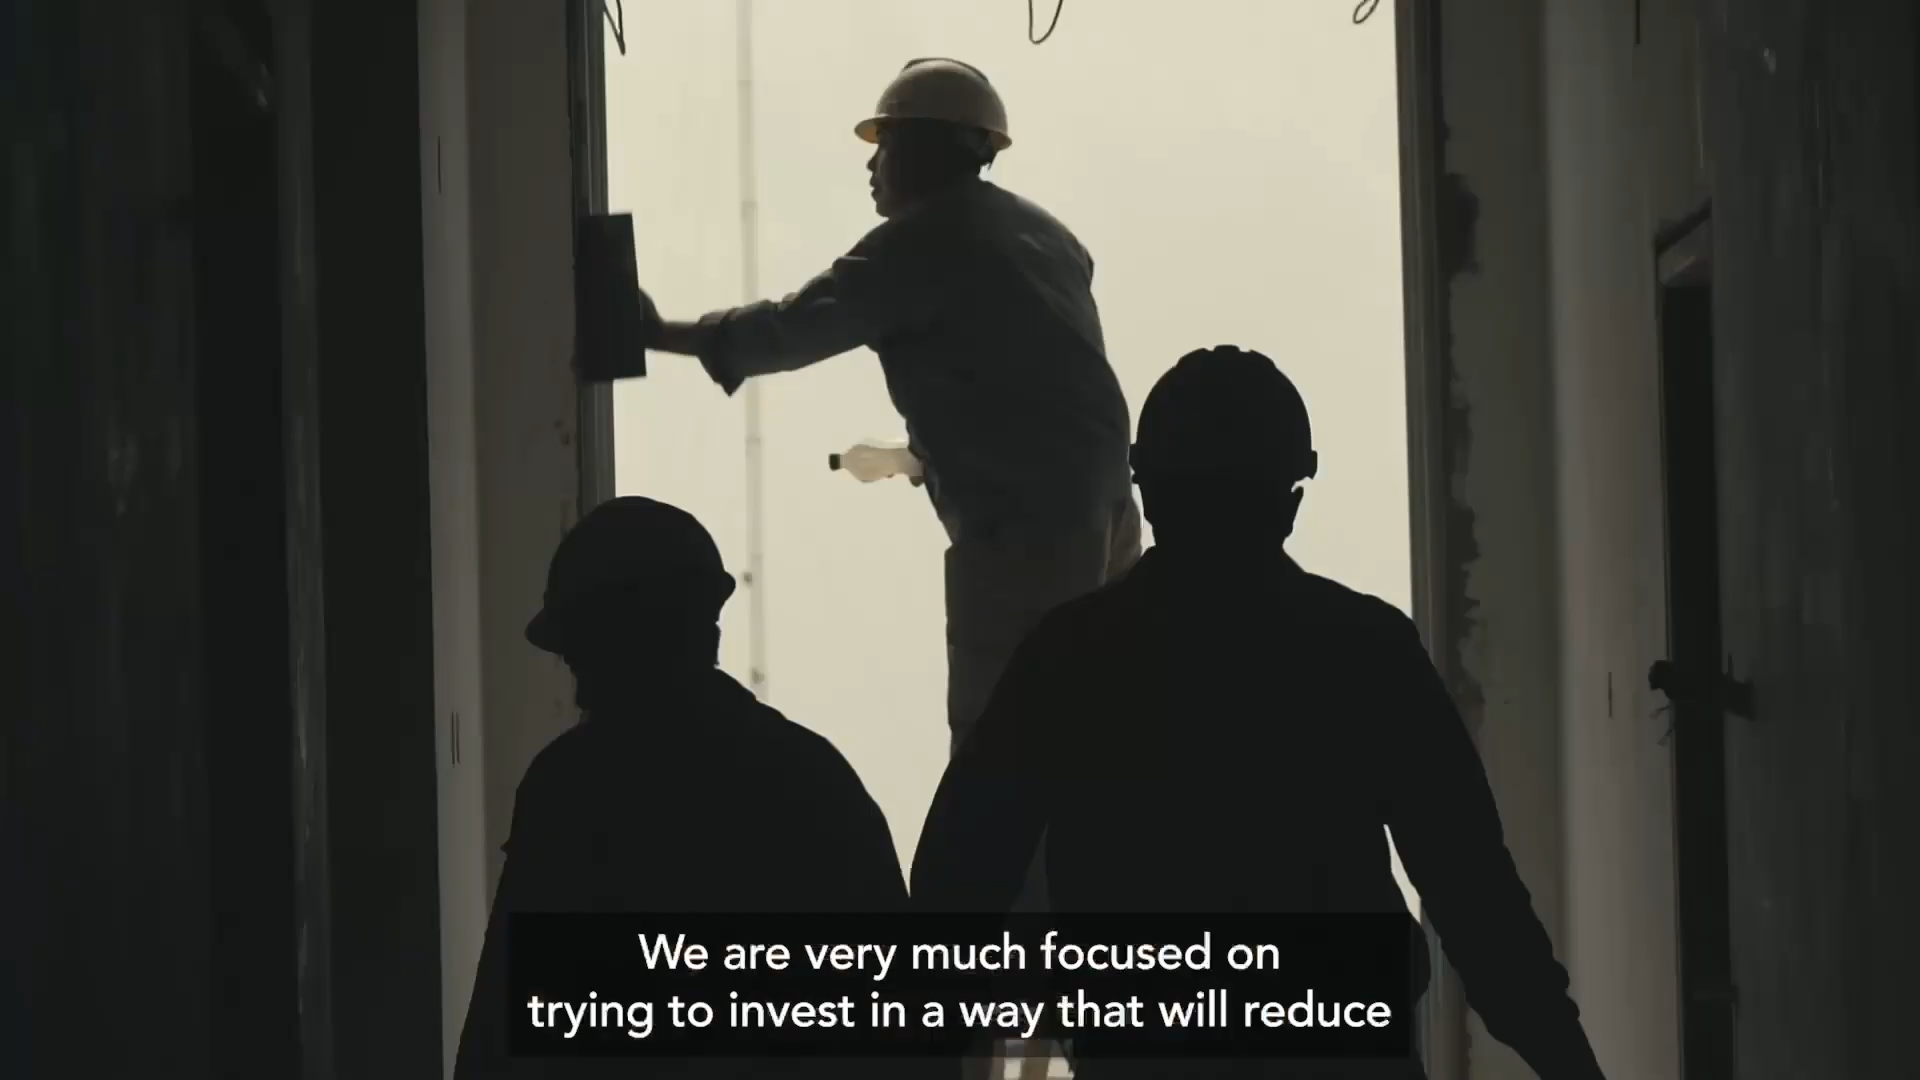 We are very much focused on
trying to invest in a way that will reduce